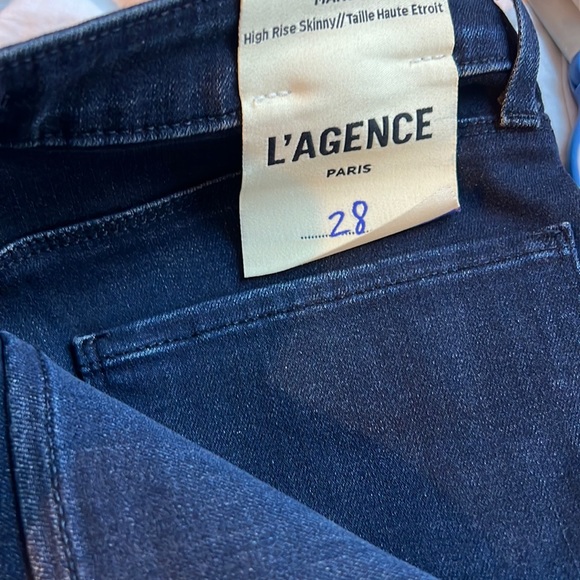 High Rise Skinny//Taille Haute Etroit
L'AGENCE
PARIS
28